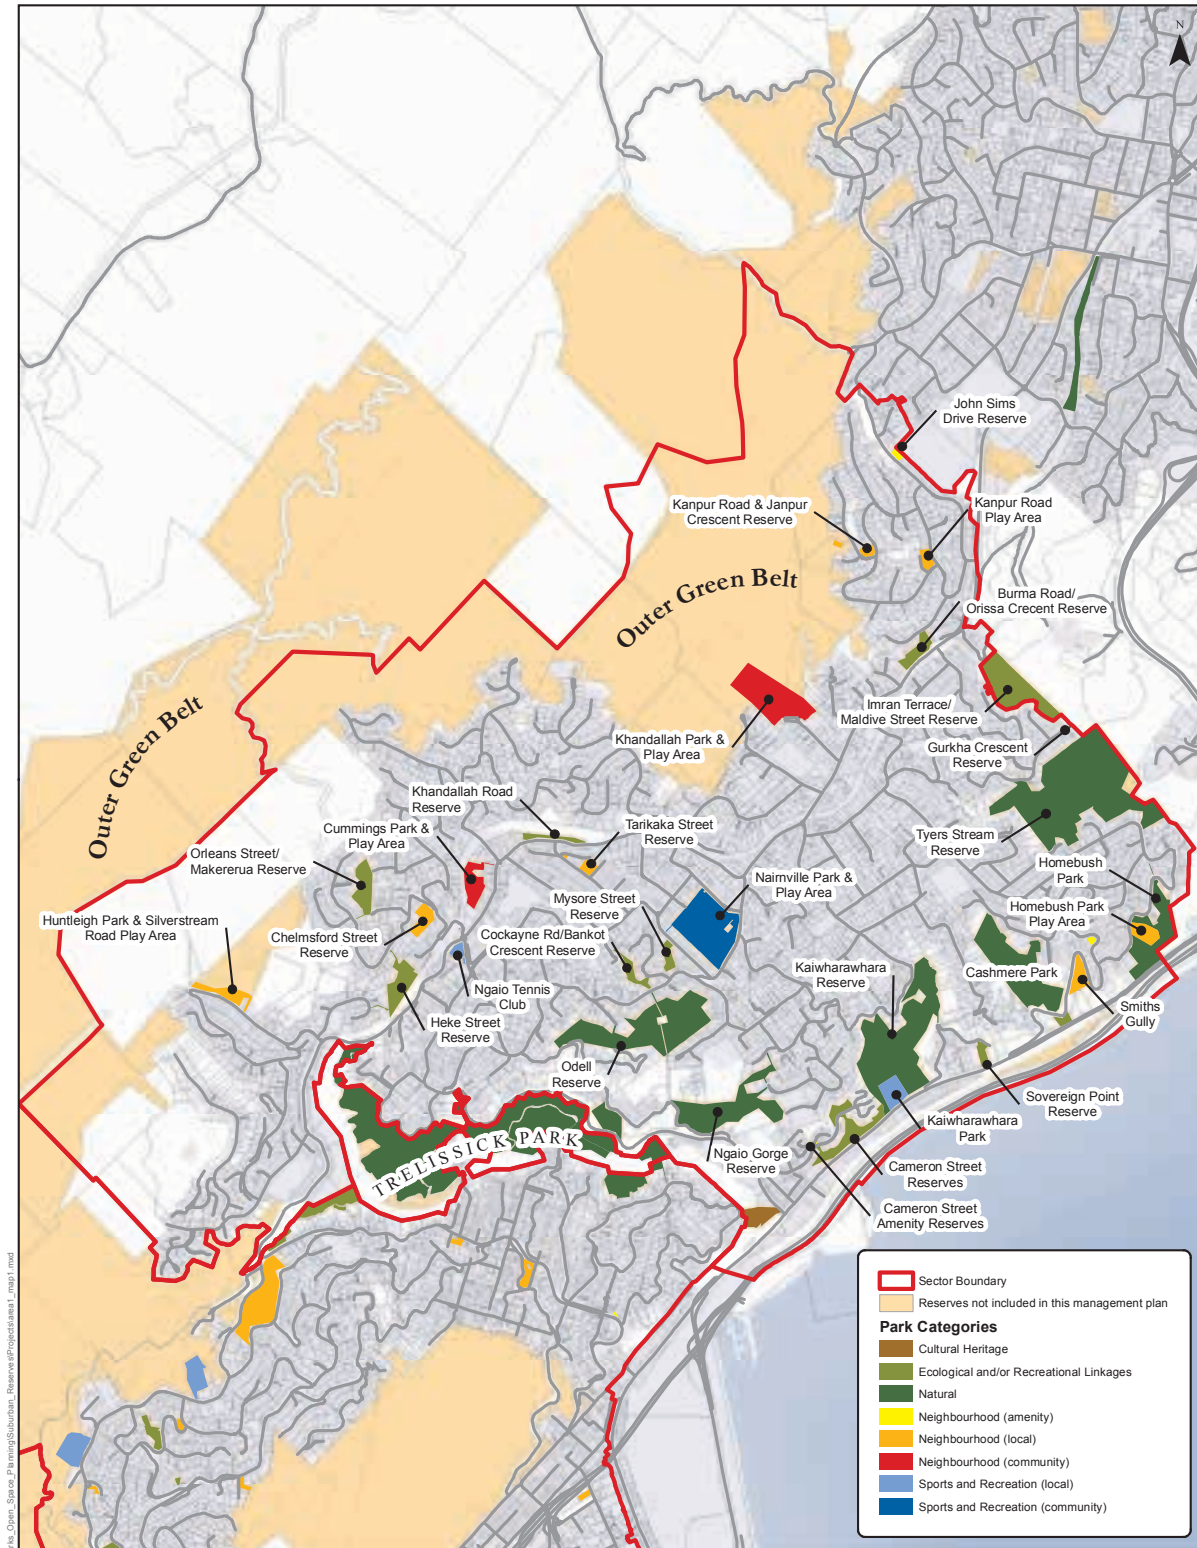 N
John Sims
Drive Reserve
Kanpur Road & Janpur
Crescent Reserve
Kanpur Road
Play Area
Outer Green Belt
Burma Road/
Orissa Crecent Reserve
Outer Green Belt
Imran Terrace/
Maldive Street Reserve
Khandallah Park &
Play Area
Gurkha Crescent
Reserve
Khandallah Road
Reserve
Cummings Park &
Play Area
Tarikaka Street
Reserve
Tyers Stream
Reserve
Orleans Street/
Makererua Reserve
Homebush
Park
Nairnville Park &
Play Area
Mysore Street
Reserve
Homebush Park
Play Area
Huntleigh Park & Silverstream
Road Play Area
Chelmsford Street
Reserve
Cockayne Rd/Bankot
Crescent Reserve
Kaiwharawhara
Reserve
Cashmere Park
Ngaio Tennis
Club
Smiths
Gully
Heke Street
Reserve
Odell
Reserve
Sovereign Point
Reserve
Kaiwharawhara
Park
TRELISSICK PARK
Ngaio Gorge
Reserve
Cameron Street
Reserves
Cameron Street
Amenity Reserves
Sector Boundary
Reserves not included in this management plan
Park Categories
Cultural Heritage
Ecological and/or Recreational Linkages
Natural
Neighbourhood (amenity)
Neighbourhood (local)
Neighbourhood (community)
Sports and Recreation (local)
Sports and Recreation (community)
rks_Open_Space_Planning\Suburban_Reserves\Projects\area1_map1.mxd